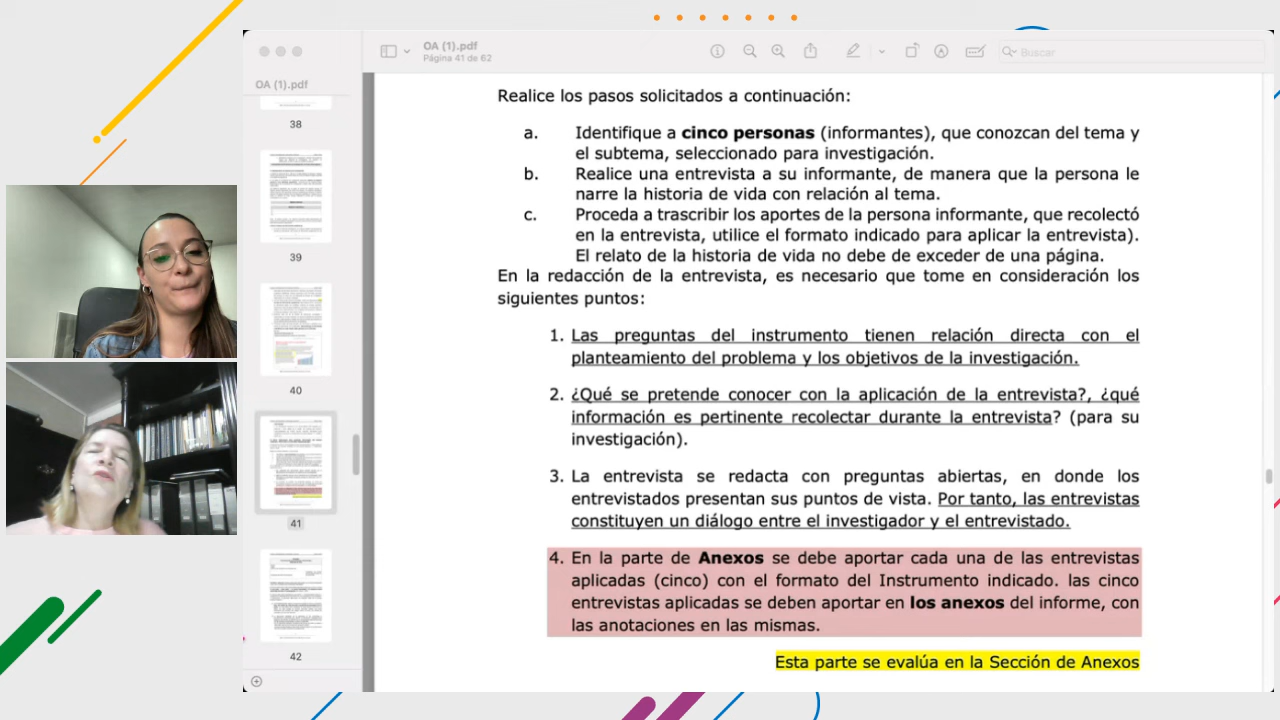 OA (1).pdf
Página 41 de 62
Buscar
OA (1).pdf
38
39
40
41
42
Realice los pasos solicitados a continuación:
a. Identifique a cinco personas (informantes), que conozcan del tema y
el subtema, seleccionado para investigación.
b. Realice una entrevista a su informante, de manera que la persona le
narre la historia de vida con relación al tema.
c. Proceda a trascribir el aporte de la persona informante, que recolectó
en la entrevista, utilice el formato indicado para aplicar la entrevista).
El relato de la historia de vida no debe de exceder de una página.
En la redacción de la entrevista, es necesario que tome en consideración los
siguientes puntos:
1. Las preguntas o instrumento tienen relación directa con el
planteamiento del problema y los objetivos de la investigación.
2. ¿Qué se pretende conocer con la aplicación de la entrevista?, ¿qué
información es pertinente recolectar durante la entrevista? (para su
investigación).
3. La entrevista se redacta con preguntas abiertas, en donde los
entrevistados presentan sus puntos de vista. Por tanto, las entrevistas
constituyen un diálogo entre el investigador y el entrevistado.
4. En la parte de Anexos se debe aportar cada una de las entrevistas
aplicadas (cinco) con el formato del Instrumento indicado. las cinco
entrevistas aplicadas se deben aportar en los anexos del informe, con
las anotaciones en las mismas.
Esta parte se evalúa en la Sección de Anexos